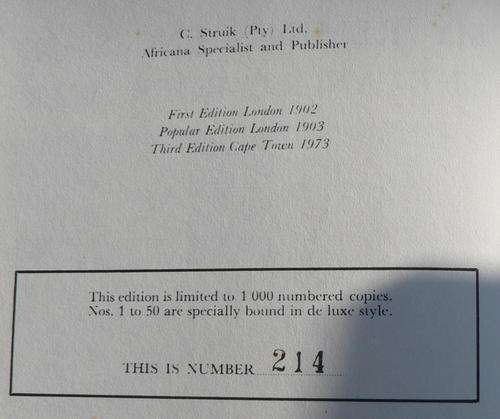 C. Struik (Pty) Ltd.
Africana Specialist and Publisher
First Edition London 1902
Popular Edition London 1903
Third Edition Cape Town 1973
This edition is limited to 1 000 numbered copies.
Nos. 1 to 50 are specially bound in de luxe style.
THIS IS NUMBER 214